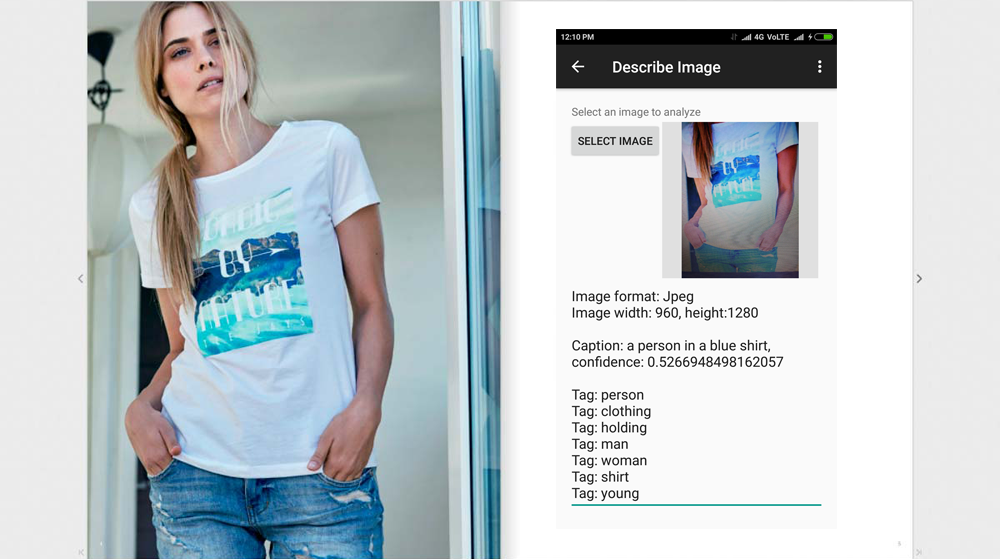 BY
12:10 PM
4G VoLTE
Describe Image
Select an image to analyze
SELECT IMAGE
Image format: Jpeg
Image width: 960, height:1280
Caption: a person in a blue shirt,
confidence: 0.5266948498162057
Tag: person
Tag: clothing
Tag: holding
Tag: man
Tag: woman
Tag: shirt
Tag: young